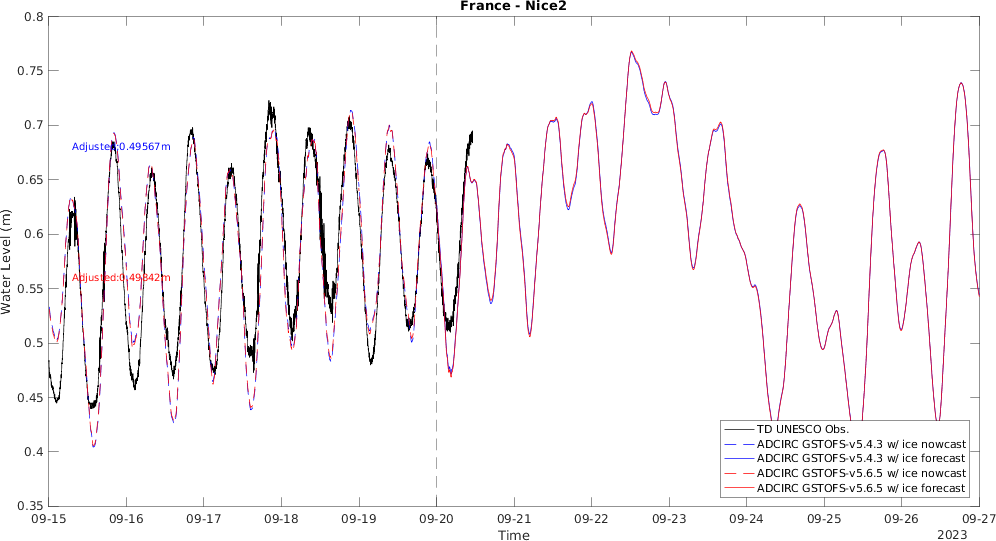 France - Nice2
0.8
0.75
0.7
0.65
0.6
0.55
0.5
0.45
0.4
0.35
Water Level (m)
Adjusted:0.49567m
Adjusted:0.49842m
TD UNESCO Obs.
ADCIRC GSTOFS-v5.4.3 w/ ice nowcast
ADCIRC GSTOFS-v5.4.3 w/ ice forecast
ADCIRC GSTOFS-v5.6.5 w/ ice nowcast
ADCIRC GSTOFS-v5.6.5 w/ ice forecast
09-15 09-16 09-17 09-18 09-19 09-20 09-21 09-22 09-23 09-24 09-25 09-26 09-27
Time
2023